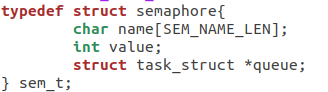 typedef struct semaphore{
char name[SEM_NAME_LEN];
int value;
struct task_struct *queue;
} sem_t;